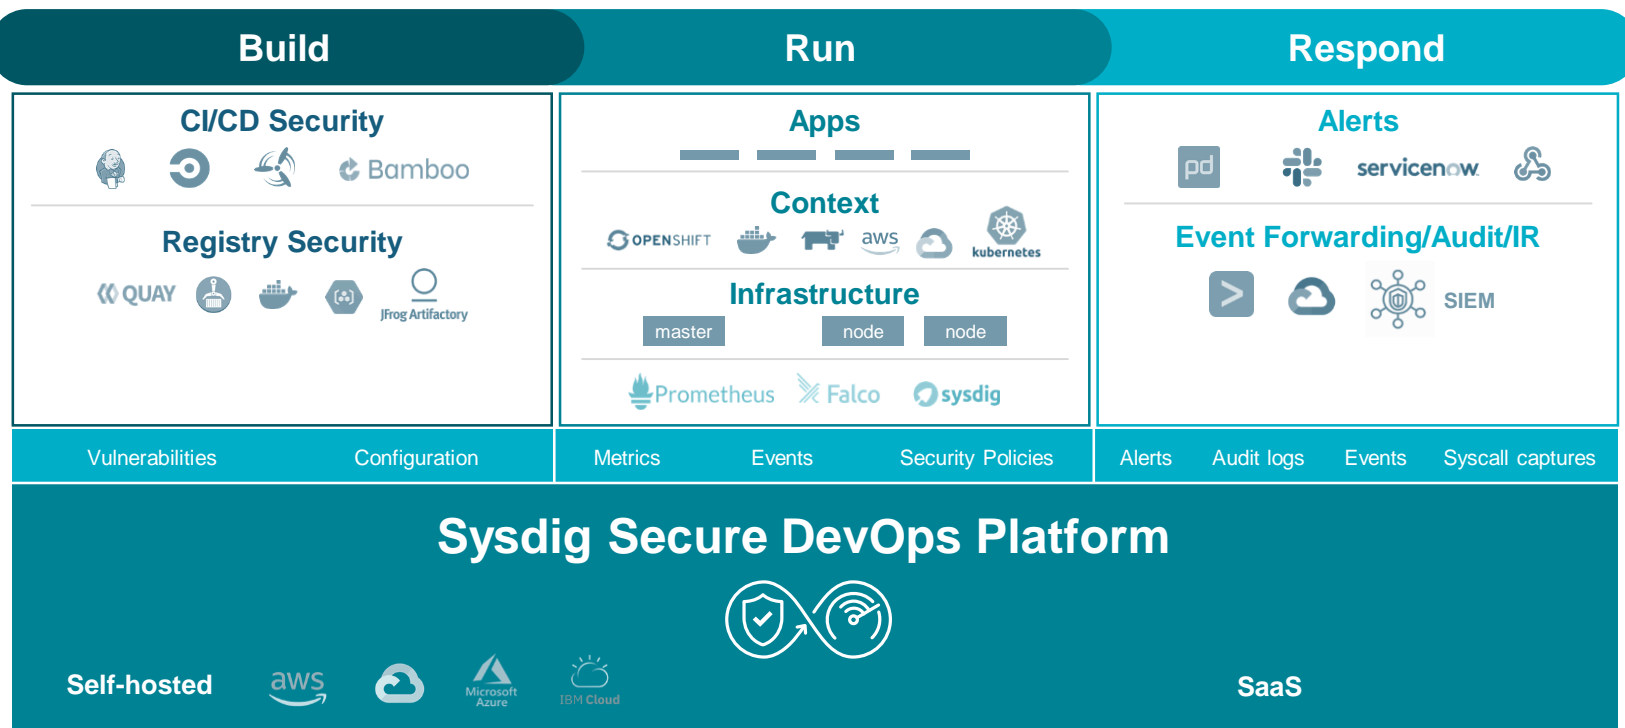 Build
Run
Respond
CI/CD Security
Bamboo
Registry Security
QUAY
JFrog Artifactory
Apps
Context
OPENSHIFT
aws
kubernetes
Infrastructure
master
node
node
Prometheus
Falco
sysdig
Alerts
pd
servicenow
Event Forwarding/Audit/IR
>
SIEM
Vulnerabilities
Configuration
Metrics
Events
Security Policies
Alerts
Audit logs
Events
Syscall captures
Sysdig Secure DevOps Platform
Self-hosted
aws
Microsoft
Azure
IBM Cloud
SaaS